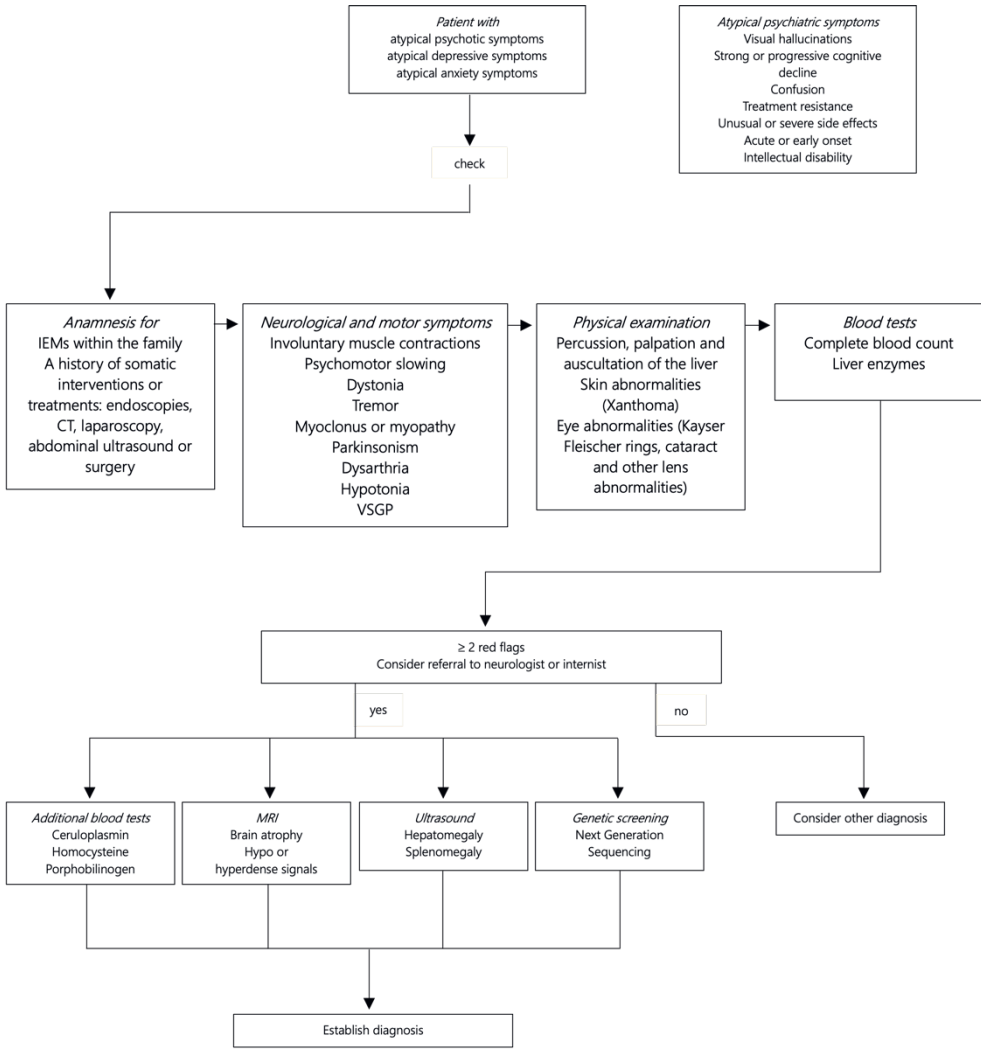 Patient with
atypical psychotic symptoms
atypical depressive symptoms
atypical anxiety symptoms
Atypical psychiatric symptoms
Visual hallucinations
Strong or progressive cognitive
decline
Confusion
Treatment resistance
Unusual or severe side effects
Acute or early onset
Intellectual disability
check
Anamnesis for
IEMs within the family
A history of somatic
interventions or
treatments: endoscopies,
CT, laparoscopy,
abdominal ultrasound or
surgery
Neurological and motor symptoms
Involuntary muscle contractions
Psychomotor slowing
Dystonia
Tremor
Myoclonus or myopathy
Parkinsonism
Dysarthria
Hypotonia
VSGP
Physical examination
Percussion, palpation and
auscultation of the liver
Skin abnormalities
(Xanthoma)
Eye abnormalities (Kayser
Fleischer rings, cataract
and other lens
abnormalities)
Blood tests
Complete blood count
Liver enzymes
≥ 2 red flags
Consider referral to neurologist or internist
yes
no
Additional blood tests
Ceruloplasmin
Homocysteine
Porphobilinogen
MRI
Brain atrophy
Hypo or
hyperdense signals
Ultrasound
Hepatomegaly
Splenomegaly
Genetic screening
Next Generation
Sequencing
Consider other diagnosis
Establish diagnosis